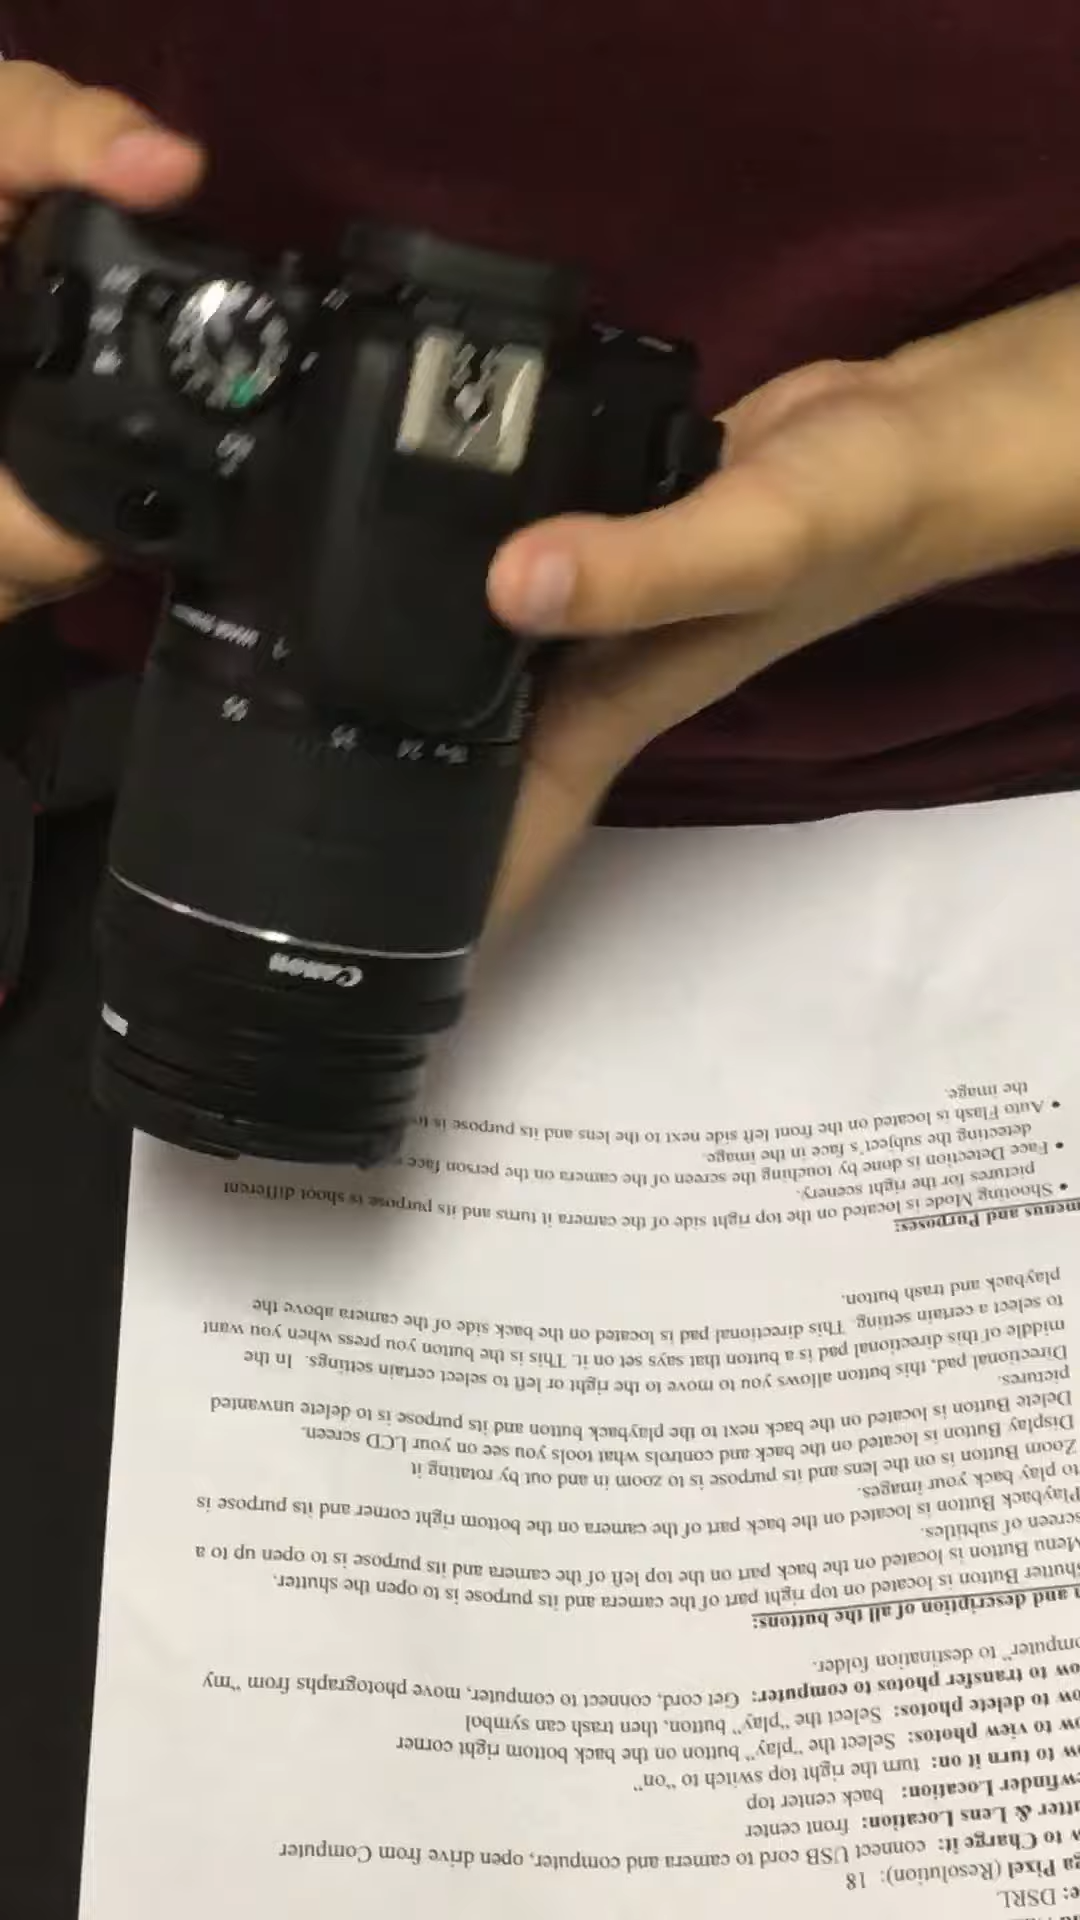 e: DSRL
ga Pixel (Resolution): 18
w to Charge it: connect USB cord to camera and computer, open drive from Computer
utter & Lens Location: front center
ewfinder Location: back center top
ow to turn it on: turn the right top switch to "on"
ow to view photos: Select the "play" button on the back bottom right corner
ow to delete photos: Select the "play" button, then trash can symbol
ow to transfer photos to computer: Get cord, connect to computer, move photographs from "my
omputer" to destination folder.
n and description of all the buttons:
Shutter Button is located on top right part of the camera and its purpose is to open the shutter.
Menu Button is located on the back part on the top left of the camera and its purpose is to open up to a
screen of subtitles.
Playback Button is located on the back part of the camera on the bottom right corner and its purpose is
to play back your images.
Zoom Button is on the lens and its purpose is to zoom in and out by rotating it
Display Button is located on the back and controls what tools you see on your LCD screen.
Delete Button is located on the back next to the playback button and its purpose is to delete unwanted
pictures.
Directional pad, this button allows you to move to the right or left to select certain settings. In the
middle of this directional pad is a button that says set on it. This is the button you press when you want
to select a certain setting. This directional pad is located on the back side of the camera above the
playback and trash button.
menus and Purposes:
• Shooting Mode is located on the top right side of the camera it turns and its purpose is shoot different
pictures for the right scenery.
• Face Detection is done by touching the screen of the camera on the person face
detecting the subject's face in the image.
• Auto Flash is located on the front left side next to the lens and its purpose is
the image.
Canon